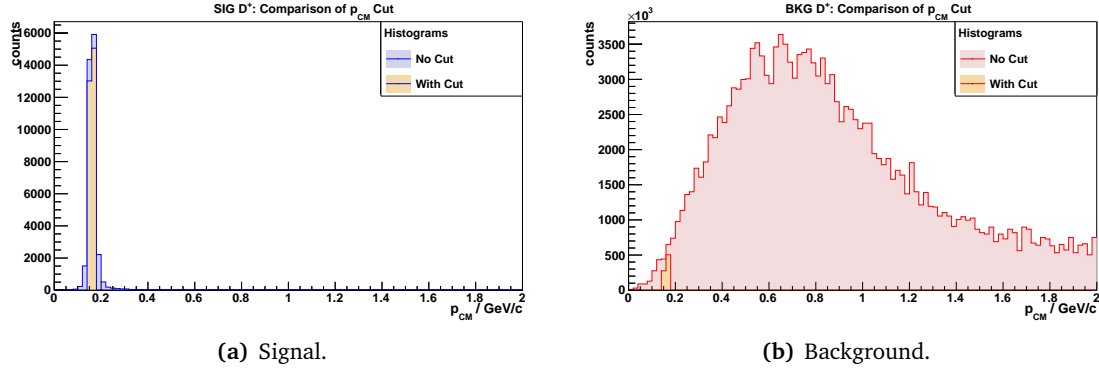 SIG D⁺: Comparison of p_CM Cut
counts
16000
14000
12000
10000
8000
6000
4000
2000
0
0 0.2 0.4 0.6 0.8 1 1.2 1.4 1.6 1.8 2
p_CM / GeV/c
Histograms
No Cut
With Cut
(a) Signal.
BKG D⁺: Comparison of p_CM Cut
×10³
counts
3500
3000
2500
2000
1500
1000
500
0
0 0.2 0.4 0.6 0.8 1.0 1.2 1.4 1.6 1.8 2
p_CM / GeV/c
Histograms
No Cut
With Cut
(b) Background.